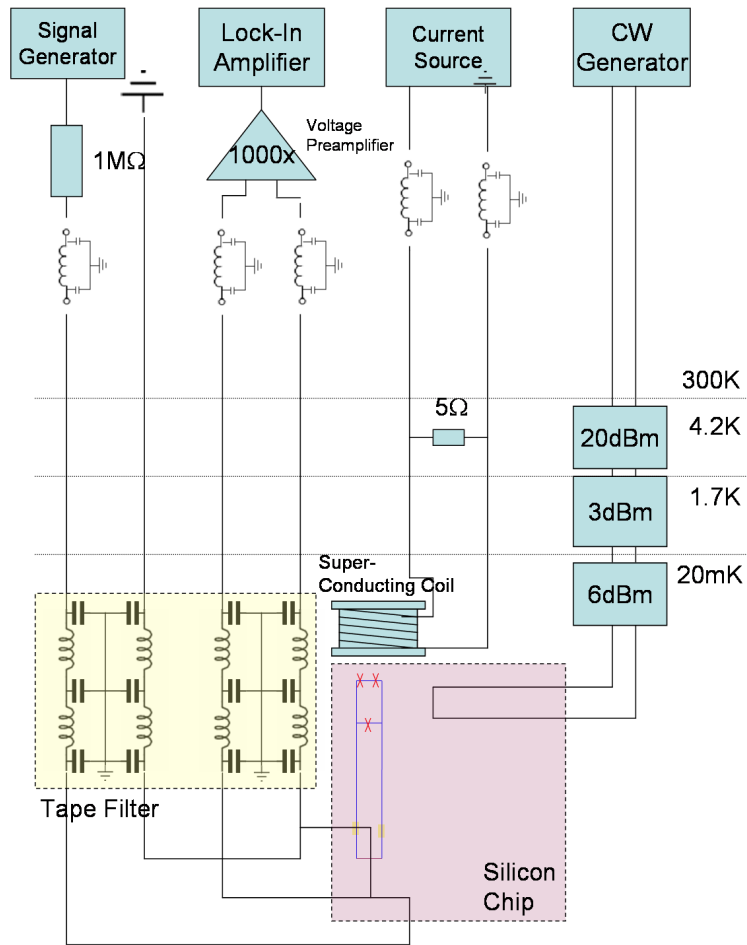 Signal
Generator
Lock-In
Amplifier
Current
Source
CW
Generator
Voltage
Preamplifier
1000x
1MΩ
300K
5Ω
4.2K
20dBm
1.7K
3dBm
Super-
Conducting Coil
20mK
6dBm
Tape Filter
Silicon
Chip